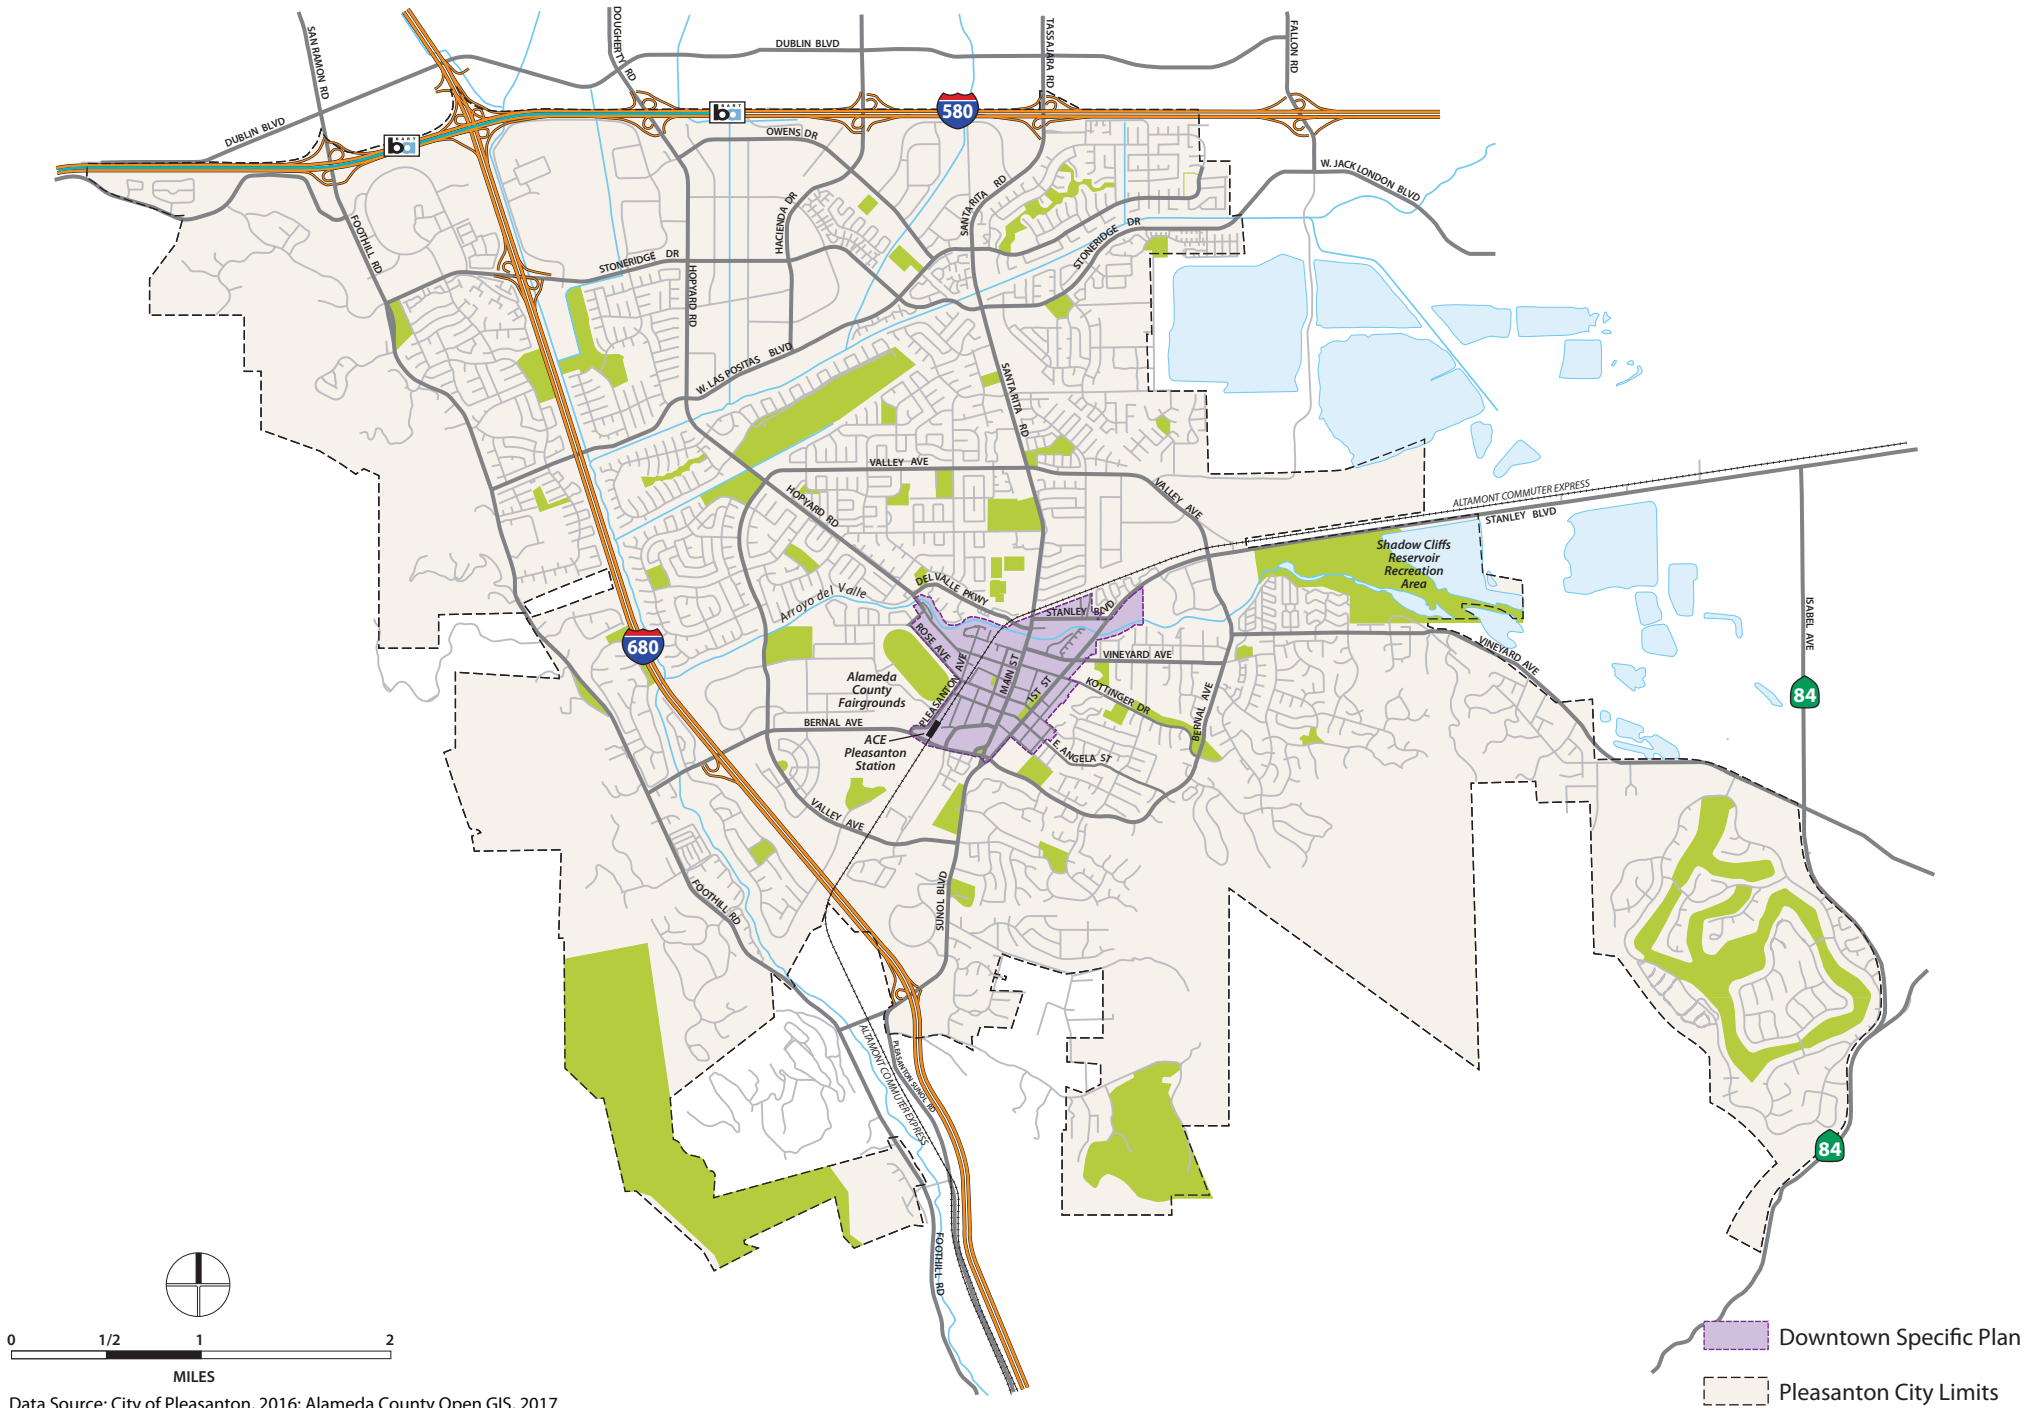 SAN RAMON RD
DOUGHERTY RD
DUBLIN BLVD
TASSAJARA RD
FALLON RD
DUBLIN BLVD
BART
ba
BART
ba
580
OWENS DR
W. JACK LONDON BLVD
FOOTHILL RD
HACIENDA DR
SANTA RITA RD
STONERIDGE DR
STONERIDGE DR
HOPYARD RD
W. LAS POSITAS BLVD
SANTA RITA RD
VALLEY AVE
HOPYARD RD
VALLEY AVE
ALTAMONT COMMUTER EXPRESS
STANLEY BLVD
Shadow Cliffs
Reservoir
Recreation
Area
DEL VALLE PKWY
Arroyo del Valle
STANLEY BLVD
ISABEL AVE
680
ROSE AVE
PLEASANTON AVE
MAIN ST
1ST ST
VINEYARD AVE
VINEYARD AVE
KOTTINGER DR
BERNAL AVE
84
Alameda
County
Fairgrounds
BERNAL AVE
ACE
Pleasanton
Station
E. ANGELA ST
VALLEY AVE
FOOTHILL RD
SUNOL BLVD
ALTAMONT COMMUTER EXPRESS
PLEASANTON SUNOL RD
84
FOOTHILL RD
0 1/2 1 2
MILES
Data Source: City of Pleasanton, 2016; Alameda County Open GIS, 2017
Downtown Specific Plan
Pleasanton City Limits